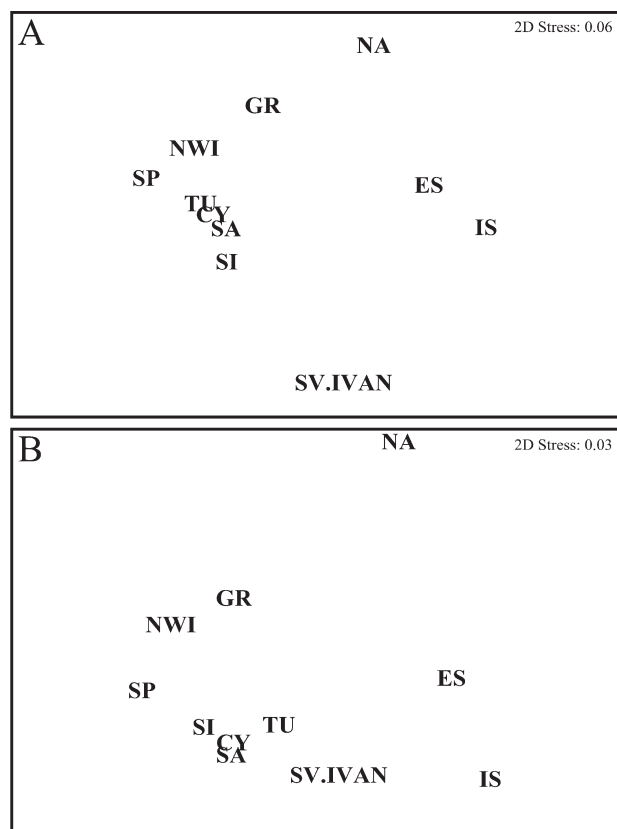 A
2D Stress: 0.06
NA
GR
NWI
SP
ES
TU
CY
IS
SA
SI
SV.IVAN
B
NA
2D Stress: 0.03
GR
NWI
ES
SP
SI
TU
CY
SA
SV.IVAN
IS